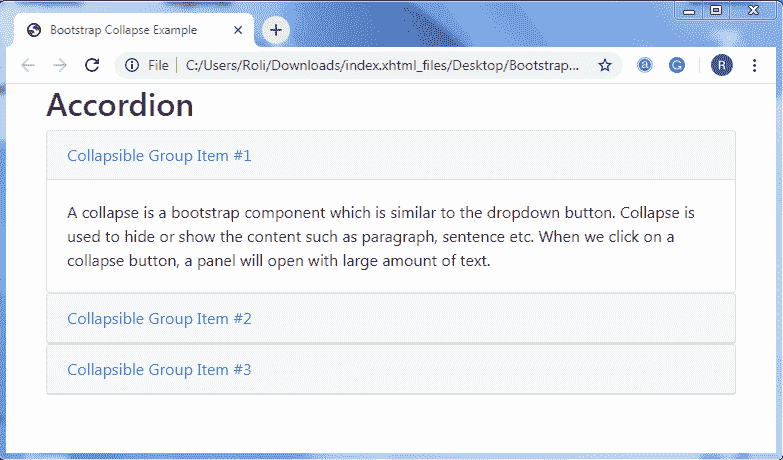 Bootstrap Collapse Example
File C:/Users/Roli/Downloads/index.xhtml_files/Desktop/Bootstrap... a G R
Accordion
Collapsible Group Item #1
A collapse is a bootstrap component which is similar to the dropdown button. Collapse is
used to hide or show the content such as paragraph, sentence etc. When we click on a
collapse button, a panel will open with large amount of text.
Collapsible Group Item #2
Collapsible Group Item #3